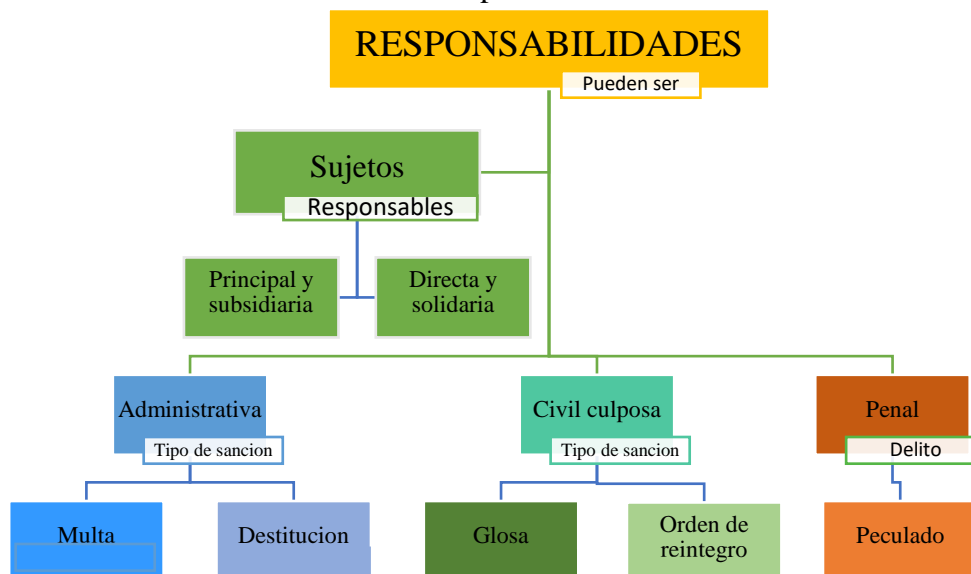 RESPONSABILIDADES
Pueden ser
Sujetos
Responsables
Principal y
subsidiaria
Directa y
solidaria
Administrativa
Tipo de sancion
Civil culposa
Tipo de sancion
Penal
Delito
Multa
Destitucion
Glosa
Orden de
reintegro
Peculado